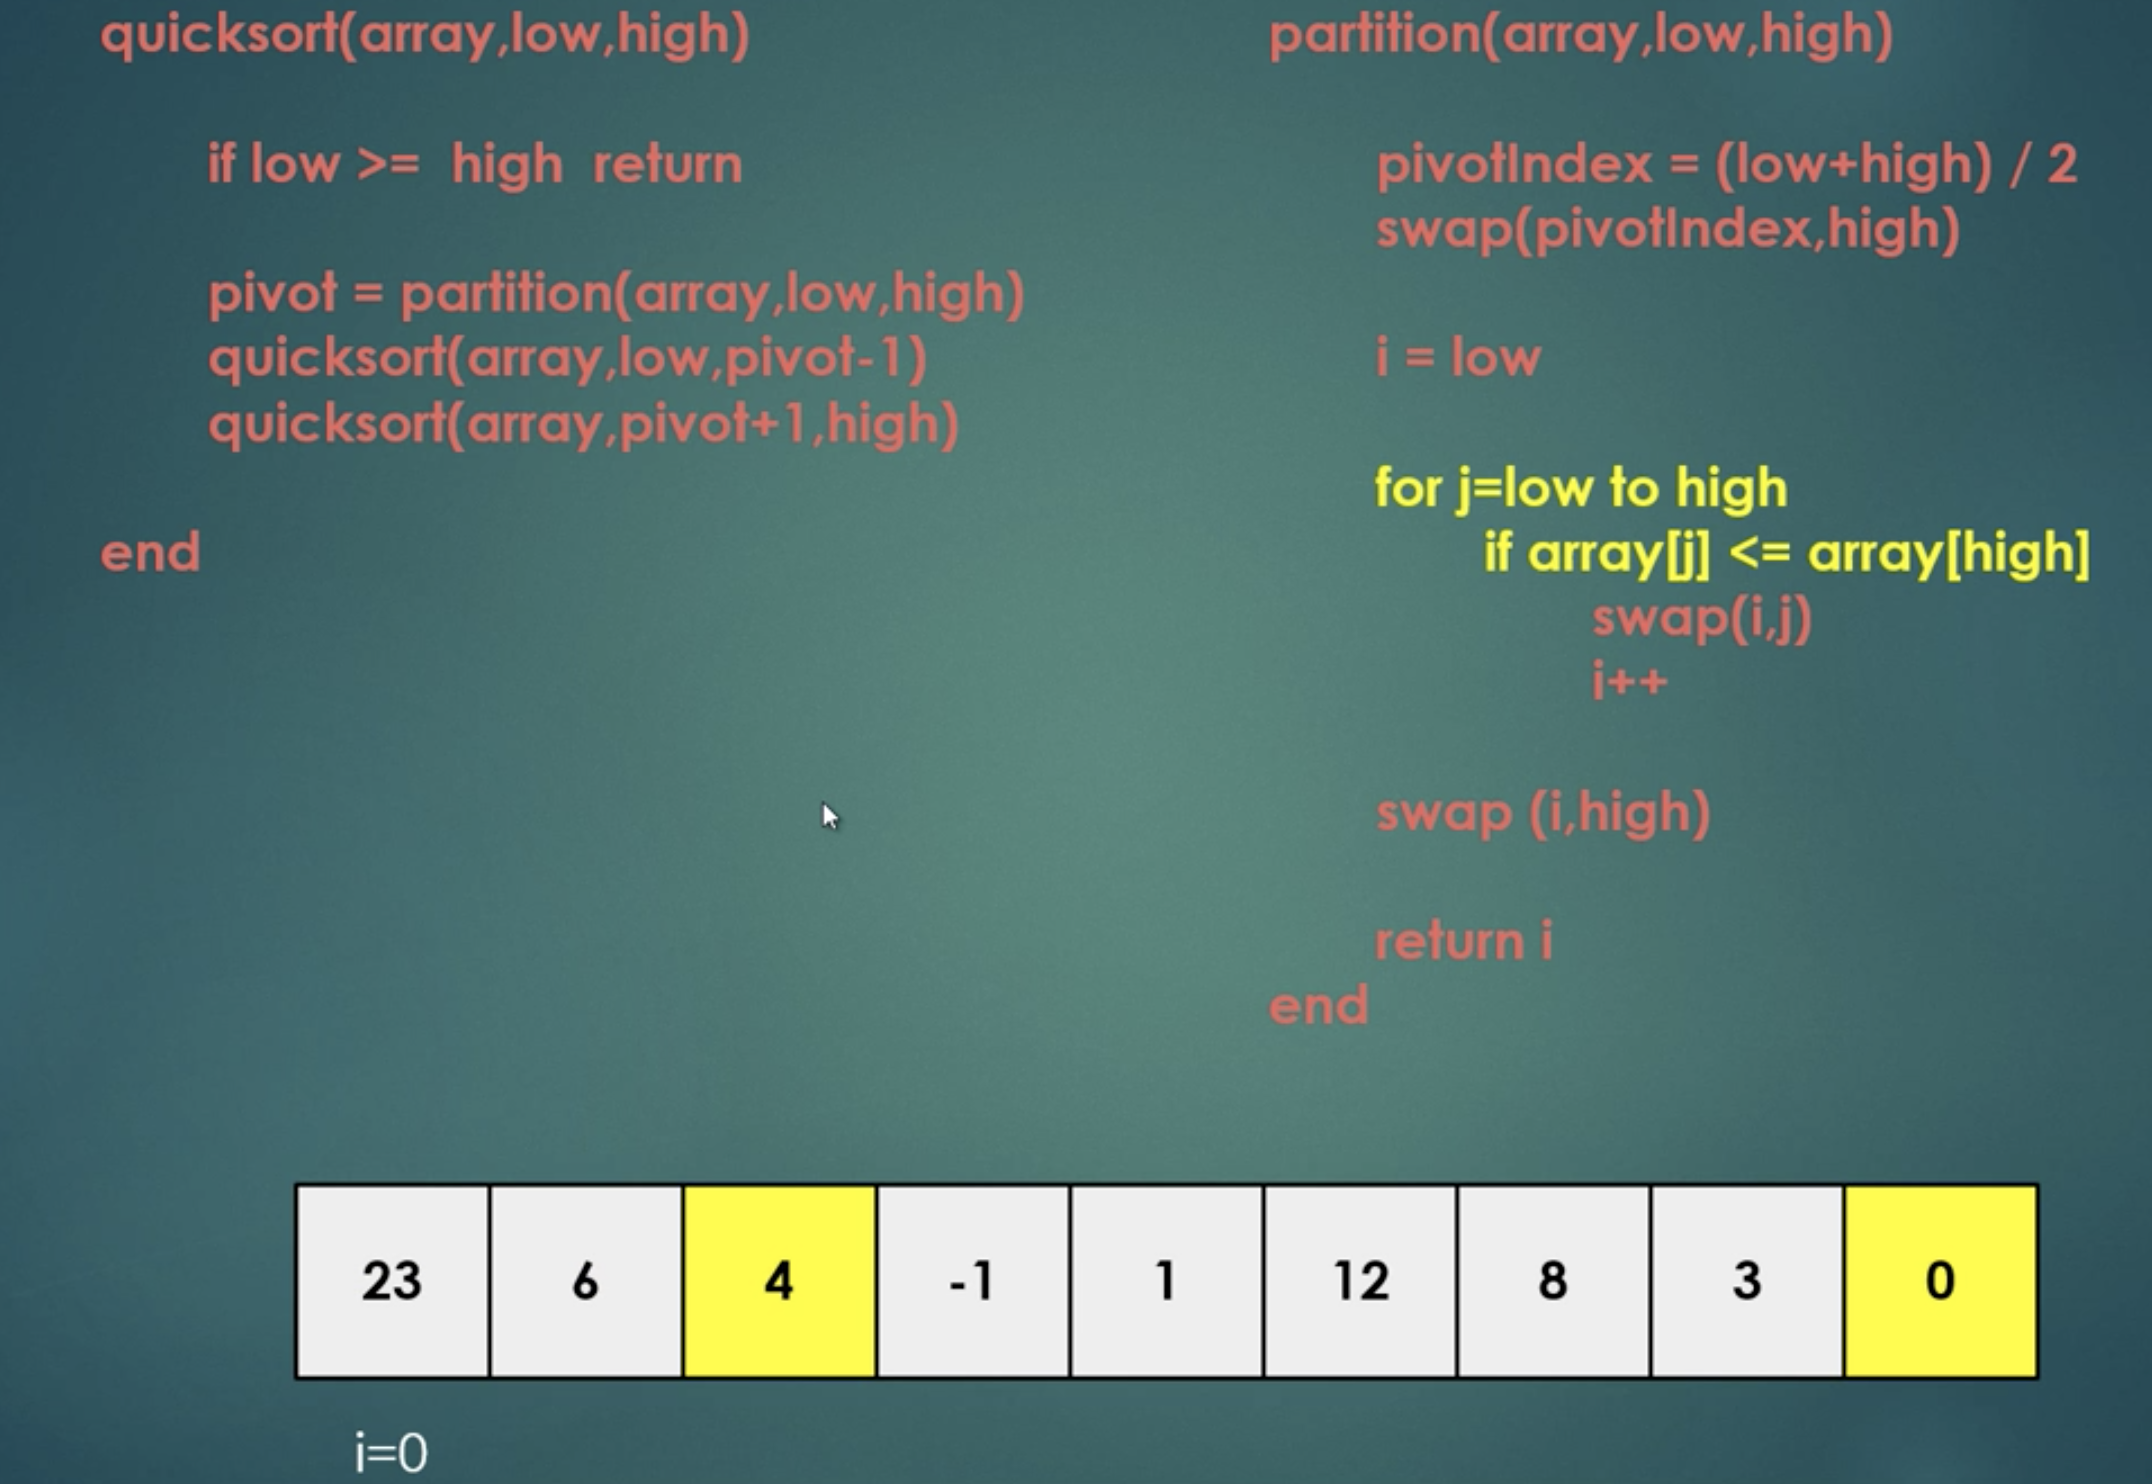 quicksort(array,low,high)
if low >= high return
pivot = partition(array,low,high)
quicksort(array,low,pivot-1)
quicksort(array,pivot+1,high)
end
partition(array,low,high)
pivotIndex = (low+high) / 2
swap(pivotIndex,high)
i = low
for j=low to high
if array[j] <= array[high]
swap(i,j)
i++
swap (i,high)
return i
end
23 6 4 -1 1 12 8 3 0
i=0